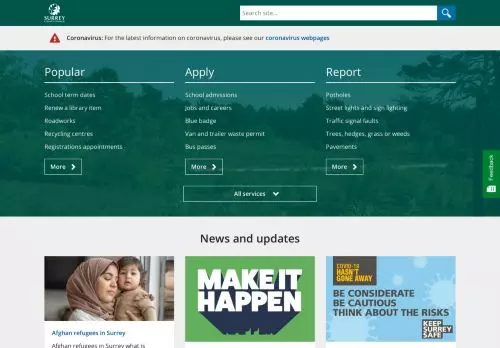 SURREY
Search site...
Coronavirus: For the latest information on coronavirus, please see our coronavirus webpages
Popular
School term dates
Renew a library item
Roadworks
Recycling centres
Registrations appointments
More
Apply
School admissions
Jobs and careers
Blue badge
Van and trailer waste permit
Bus passes
More
Report
Potholes
Street lights and sign lighting
Traffic signal faults
Trees, hedges, grass or weeds
Pavements
More
All services
Feedback
News and updates
Afghan refugees in Surrey
Afghan refugees in Surrey what is
MAKE IT
HAPPEN
COVID-19
HASN'T
GONE AWAY
BE CONSIDERATE
BE CAUTIOUS
THINK ABOUT THE RISKS
KEEP
SURREY
SAFE